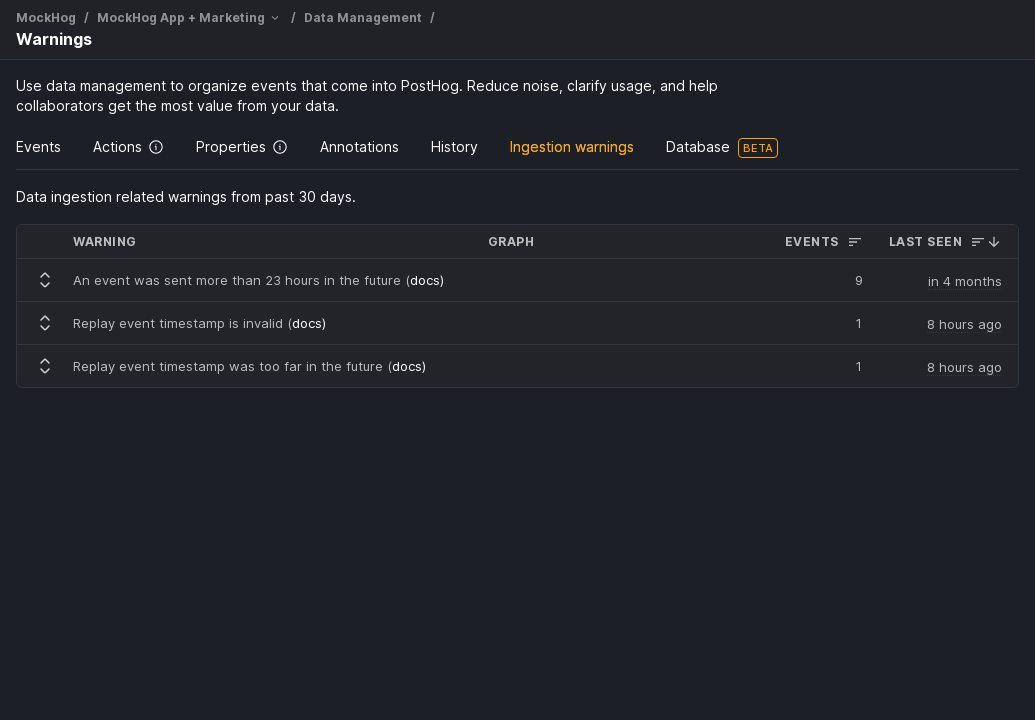 MockHog / MockHog App + Marketing / Data Management /
Warnings
Use data management to organize events that come into PostHog. Reduce noise, clarify usage, and help
collaborators get the most value from your data.
Events Actions Properties Annotations History Ingestion warnings Database BETA
Data ingestion related warnings from past 30 days.
WARNING GRAPH EVENTS LAST SEEN
An event was sent more than 23 hours in the future (docs) 9 in 4 months
Replay event timestamp is invalid (docs) 1 8 hours ago
Replay event timestamp was too far in the future (docs) 1 8 hours ago